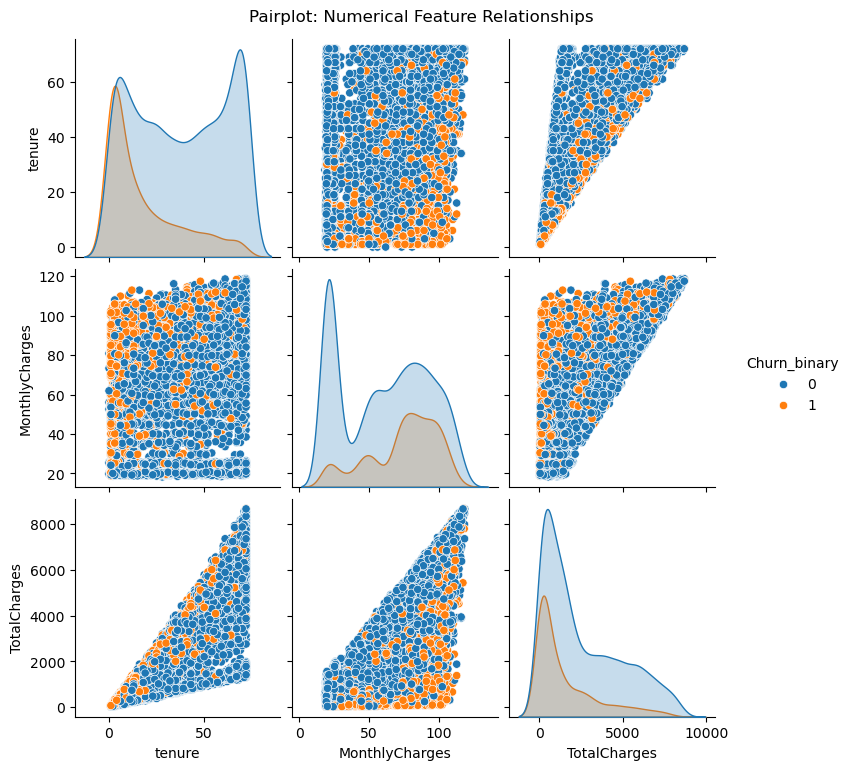 Pairplot: Numerical Feature Relationships
tenure
60
40
20
0
MonthlyCharges
120
100
80
60
40
20
Churn_binary
0
1
TotalCharges
8000
6000
4000
2000
0
0 50
0 50 100
0 5000 10000
tenure MonthlyCharges TotalCharges